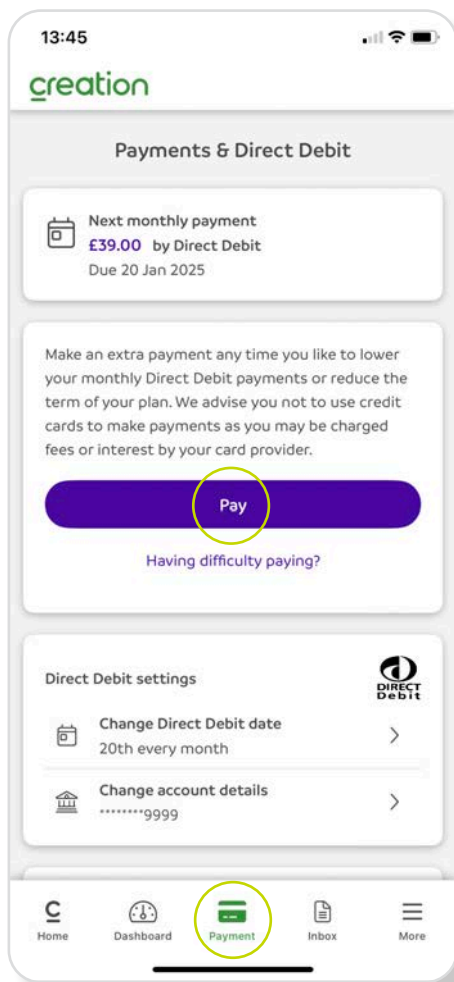 13:45
creation
Payments & Direct Debit
Next monthly payment
£39.00 by Direct Debit
Due 20 Jan 2025
Make an extra payment any time you like to lower
your monthly Direct Debit payments or reduce the
term of your plan. We advise you not to use credit
cards to make payments as you may be charged
fees or interest by your card provider.
Pay
Having difficulty paying?
Direct Debit settings
DIRECT
Debit
Change Direct Debit date
20th every month
Change account details
********9999
Home Dashboard Payment Inbox More